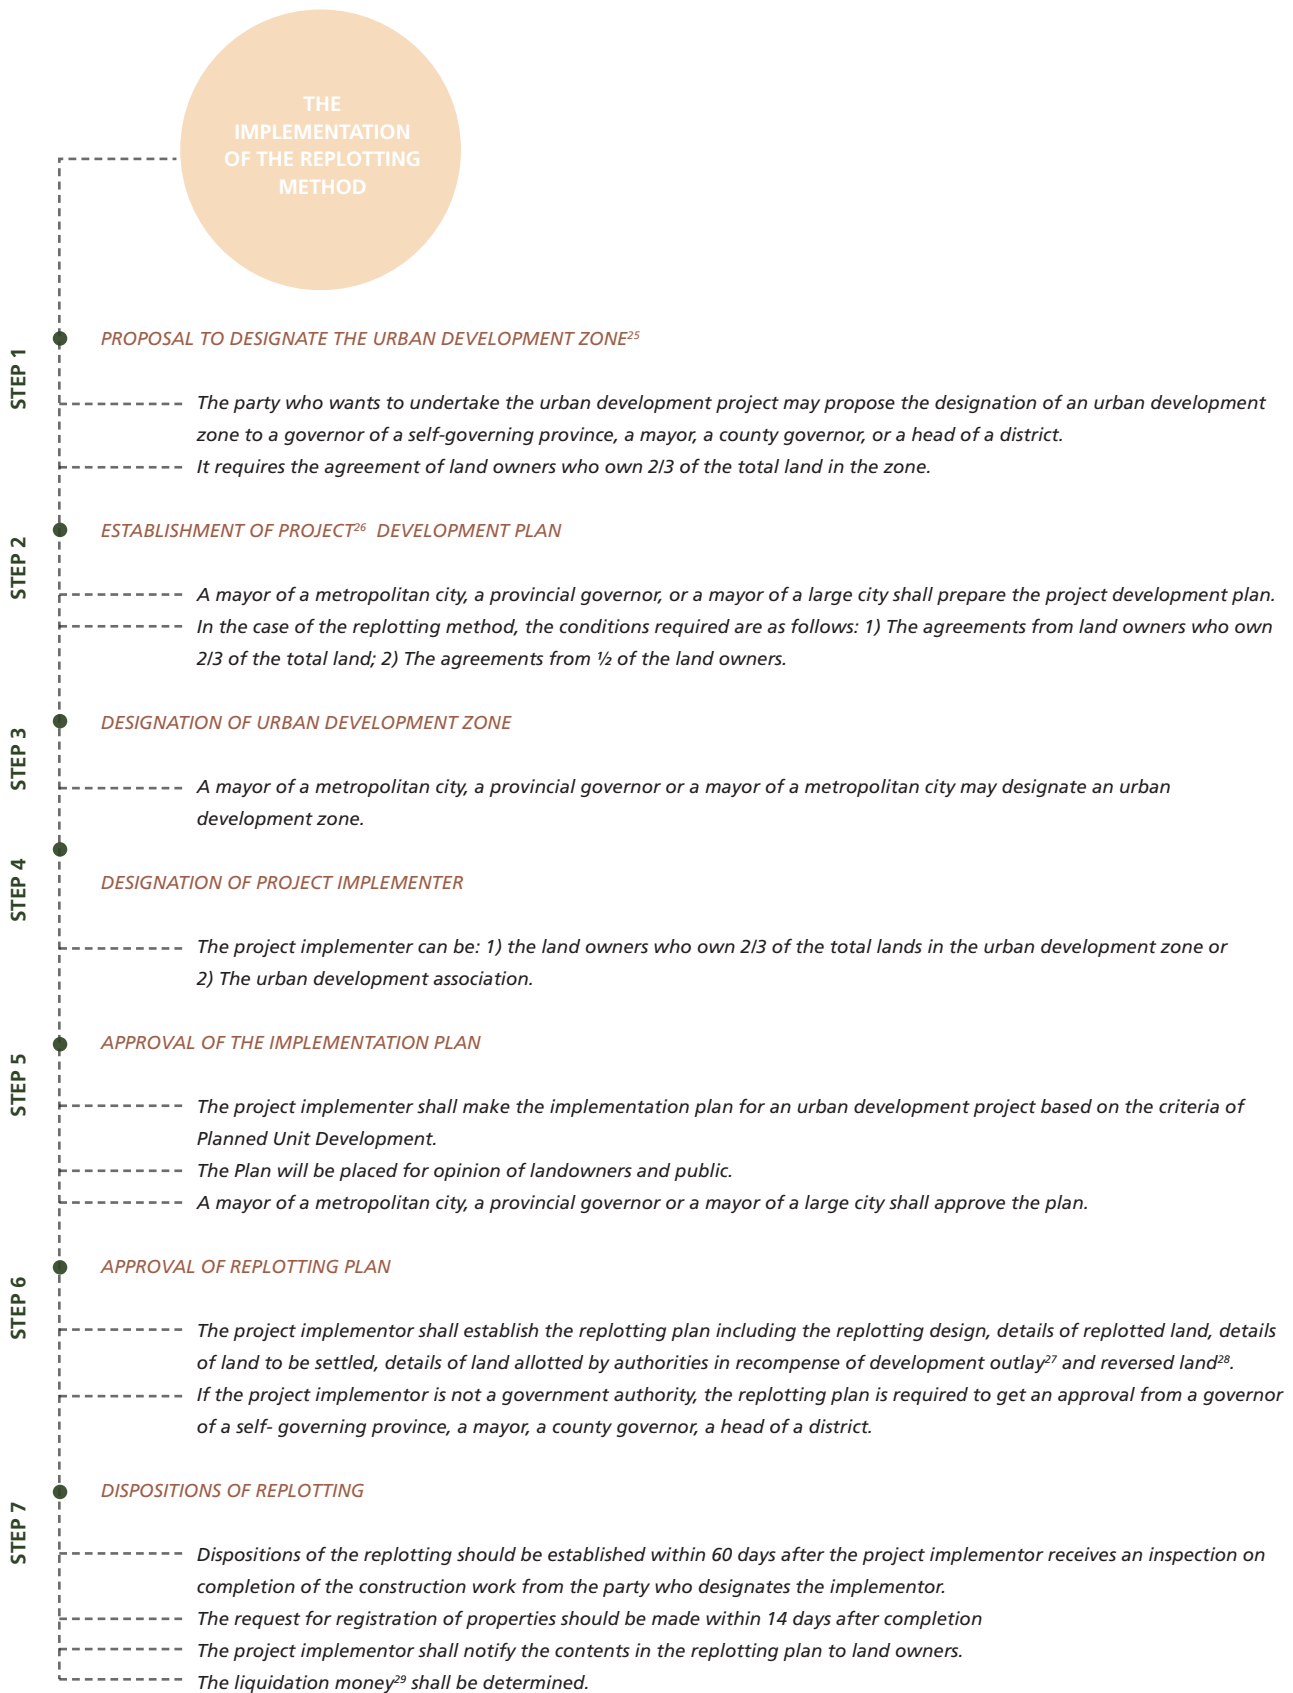 THE
IMPLEMENTATION
OF THE REPLOTTING
METHOD
STEP 1
PROPOSAL TO DESIGNATE THE URBAN DEVELOPMENT ZONE25
The party who wants to undertake the urban development project may propose the designation of an urban development
zone to a governor of a self-governing province, a mayor, a county governor, or a head of a district.
It requires the agreement of land owners who own 2/3 of the total land in the zone.
STEP 2
ESTABLISHMENT OF PROJECT26 DEVELOPMENT PLAN
A mayor of a metropolitan city, a provincial governor, or a mayor of a large city shall prepare the project development plan.
In the case of the replotting method, the conditions required are as follows: 1) The agreements from land owners who own
2/3 of the total land; 2) The agreements from ½ of the land owners.
STEP 3
DESIGNATION OF URBAN DEVELOPMENT ZONE
A mayor of a metropolitan city, a provincial governor or a mayor of a metropolitan city may designate an urban
development zone.
STEP 4
DESIGNATION OF PROJECT IMPLEMENTER
The project implementer can be: 1) the land owners who own 2/3 of the total lands in the urban development zone or
2) The urban development association.
STEP 5
APPROVAL OF THE IMPLEMENTATION PLAN
The project implementer shall make the implementation plan for an urban development project based on the criteria of
Planned Unit Development.
The Plan will be placed for opinion of landowners and public.
A mayor of a metropolitan city, a provincial governor or a mayor of a large city shall approve the plan.
STEP 6
APPROVAL OF REPLOTTING PLAN
The project implementor shall establish the replotting plan including the replotting design, details of replotted land, details
of land to be settled, details of land allotted by authorities in recompense of development outlay27 and reversed land28.
If the project implementor is not a government authority, the replotting plan is required to get an approval from a governor
of a self- governing province, a mayor, a county governor, a head of a district.
STEP 7
DISPOSITIONS OF REPLOTTING
Dispositions of the replotting should be established within 60 days after the project implementor receives an inspection on
completion of the construction work from the party who designates the implementor.
The request for registration of properties should be made within 14 days after completion
The project implementor shall notify the contents in the replotting plan to land owners.
The liquidation money29 shall be determined.